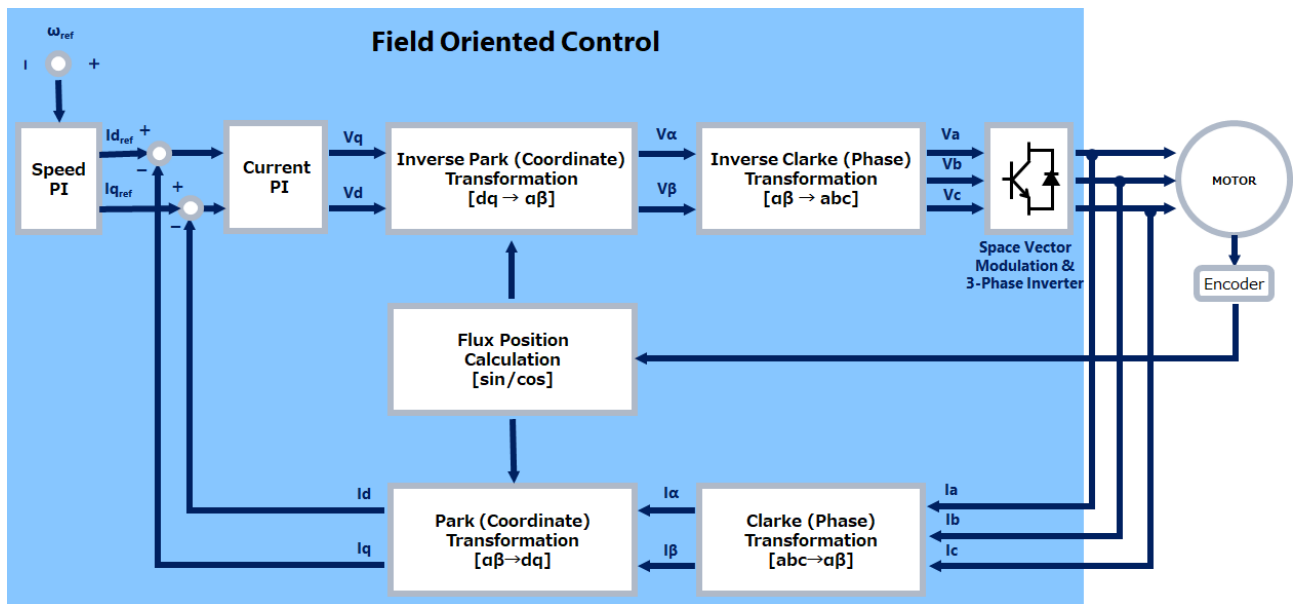 Field Oriented Control
ωref
I +
Idref +
−
Iqref +
−
Speed
PI
Current
PI
Vq
Vd
Inverse Park (Coordinate)
Transformation
[dq → αβ]
Vα
Vβ
Inverse Clarke (Phase)
Transformation
[αβ → abc]
Va
Vb
Vc
Space Vector
Modulation &
3-Phase Inverter
MOTOR
Encoder
Flux Position
Calculation
[sin/cos]
Id
Iq
Park (Coordinate)
Transformation
[αβ→dq]
Iα
Iβ
Clarke (Phase)
Transformation
[abc→αβ]
Ia
Ib
Ic